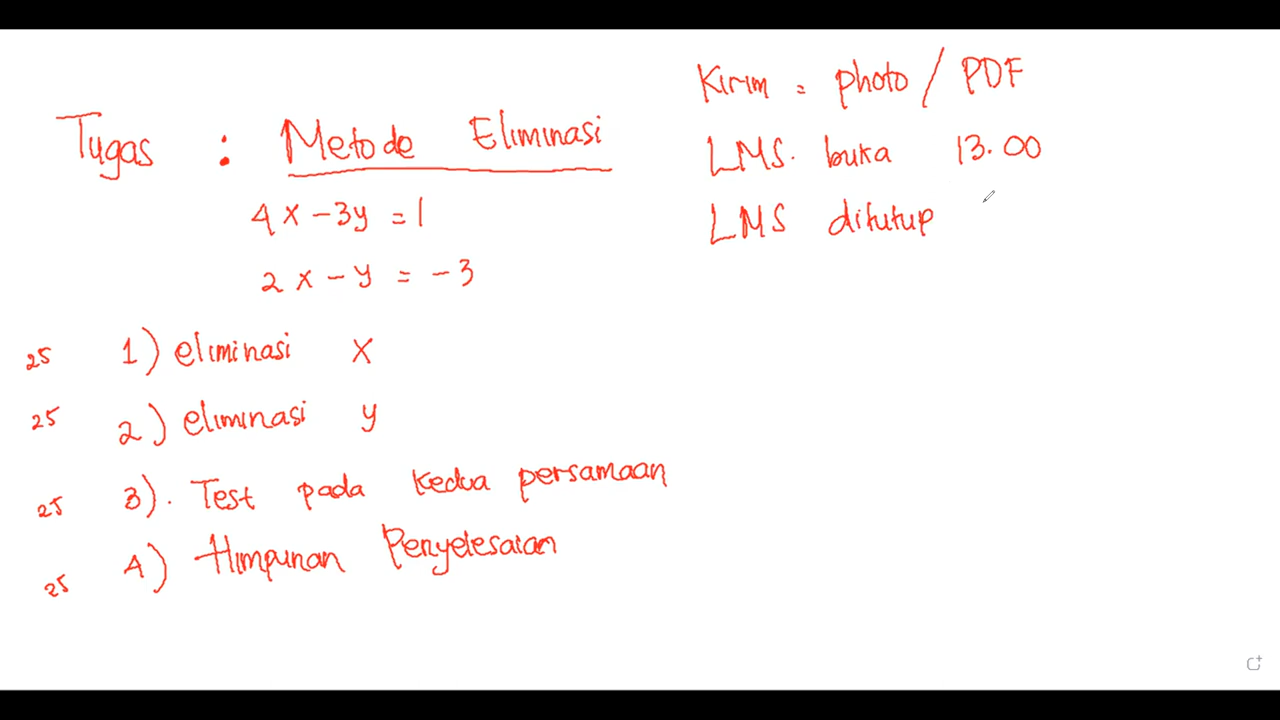 Tugas : Metode Eliminasi
4x - 3y = 1
2x - y = -3
25 1) eliminasi x
25 2) eliminasi y
25 3). Test pada kedua persamaan
25 4) Himpunan Penyelesaian
Kirim = photo / PDF
LMS. buka 13.00
LMS ditutup